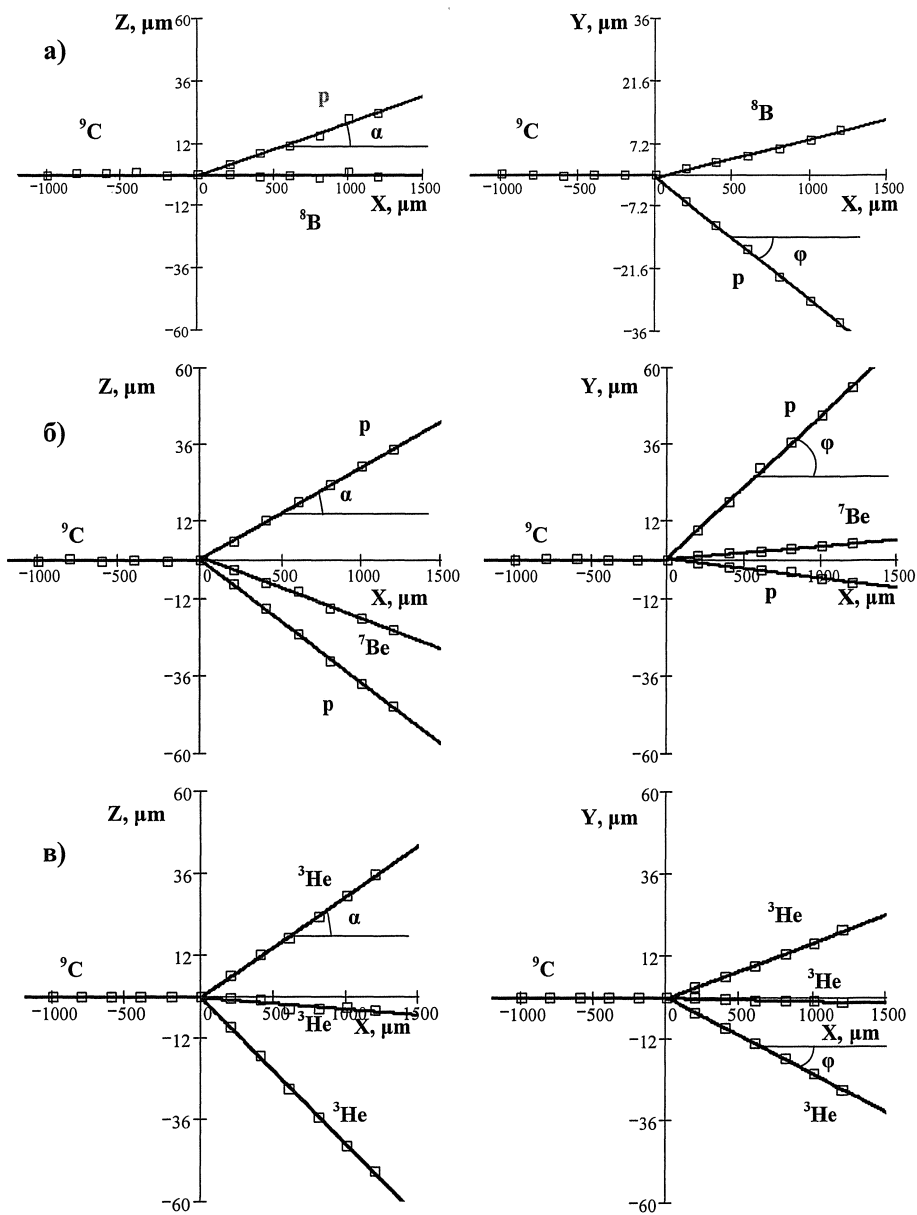 а)
Z, µm
60
36
12
−12
−36
−60
−1000
−500
0
500
1000
1500
X, µm
⁹C
p
α
⁸B
Y, µm
36
21.6
7.2
−7.2
−21.6
−36
−1000
−500
0
500
1000
1500
X, µm
⁹C
⁸B
φ
p
б)
Z, µm
60
36
12
−12
−36
−60
−1000
−500
0
500
1000
1500
X, µm
⁹C
p
α
⁷Be
p
Y, µm
60
36
12
−12
−36
−60
−1000
−500
0
500
1000
1500
X, µm
⁹C
p
φ
⁷Be
p
в)
Z, µm
60
36
12
−12
−36
−60
−1000
−500
0
500
1000
1500
X, µm
⁹C
³He
α
He
³He
Y, µm
60
36
12
−12
−36
−60
−1000
−500
0
500
1000
1500
X, µm
⁹C
³He
³He
φ
³He